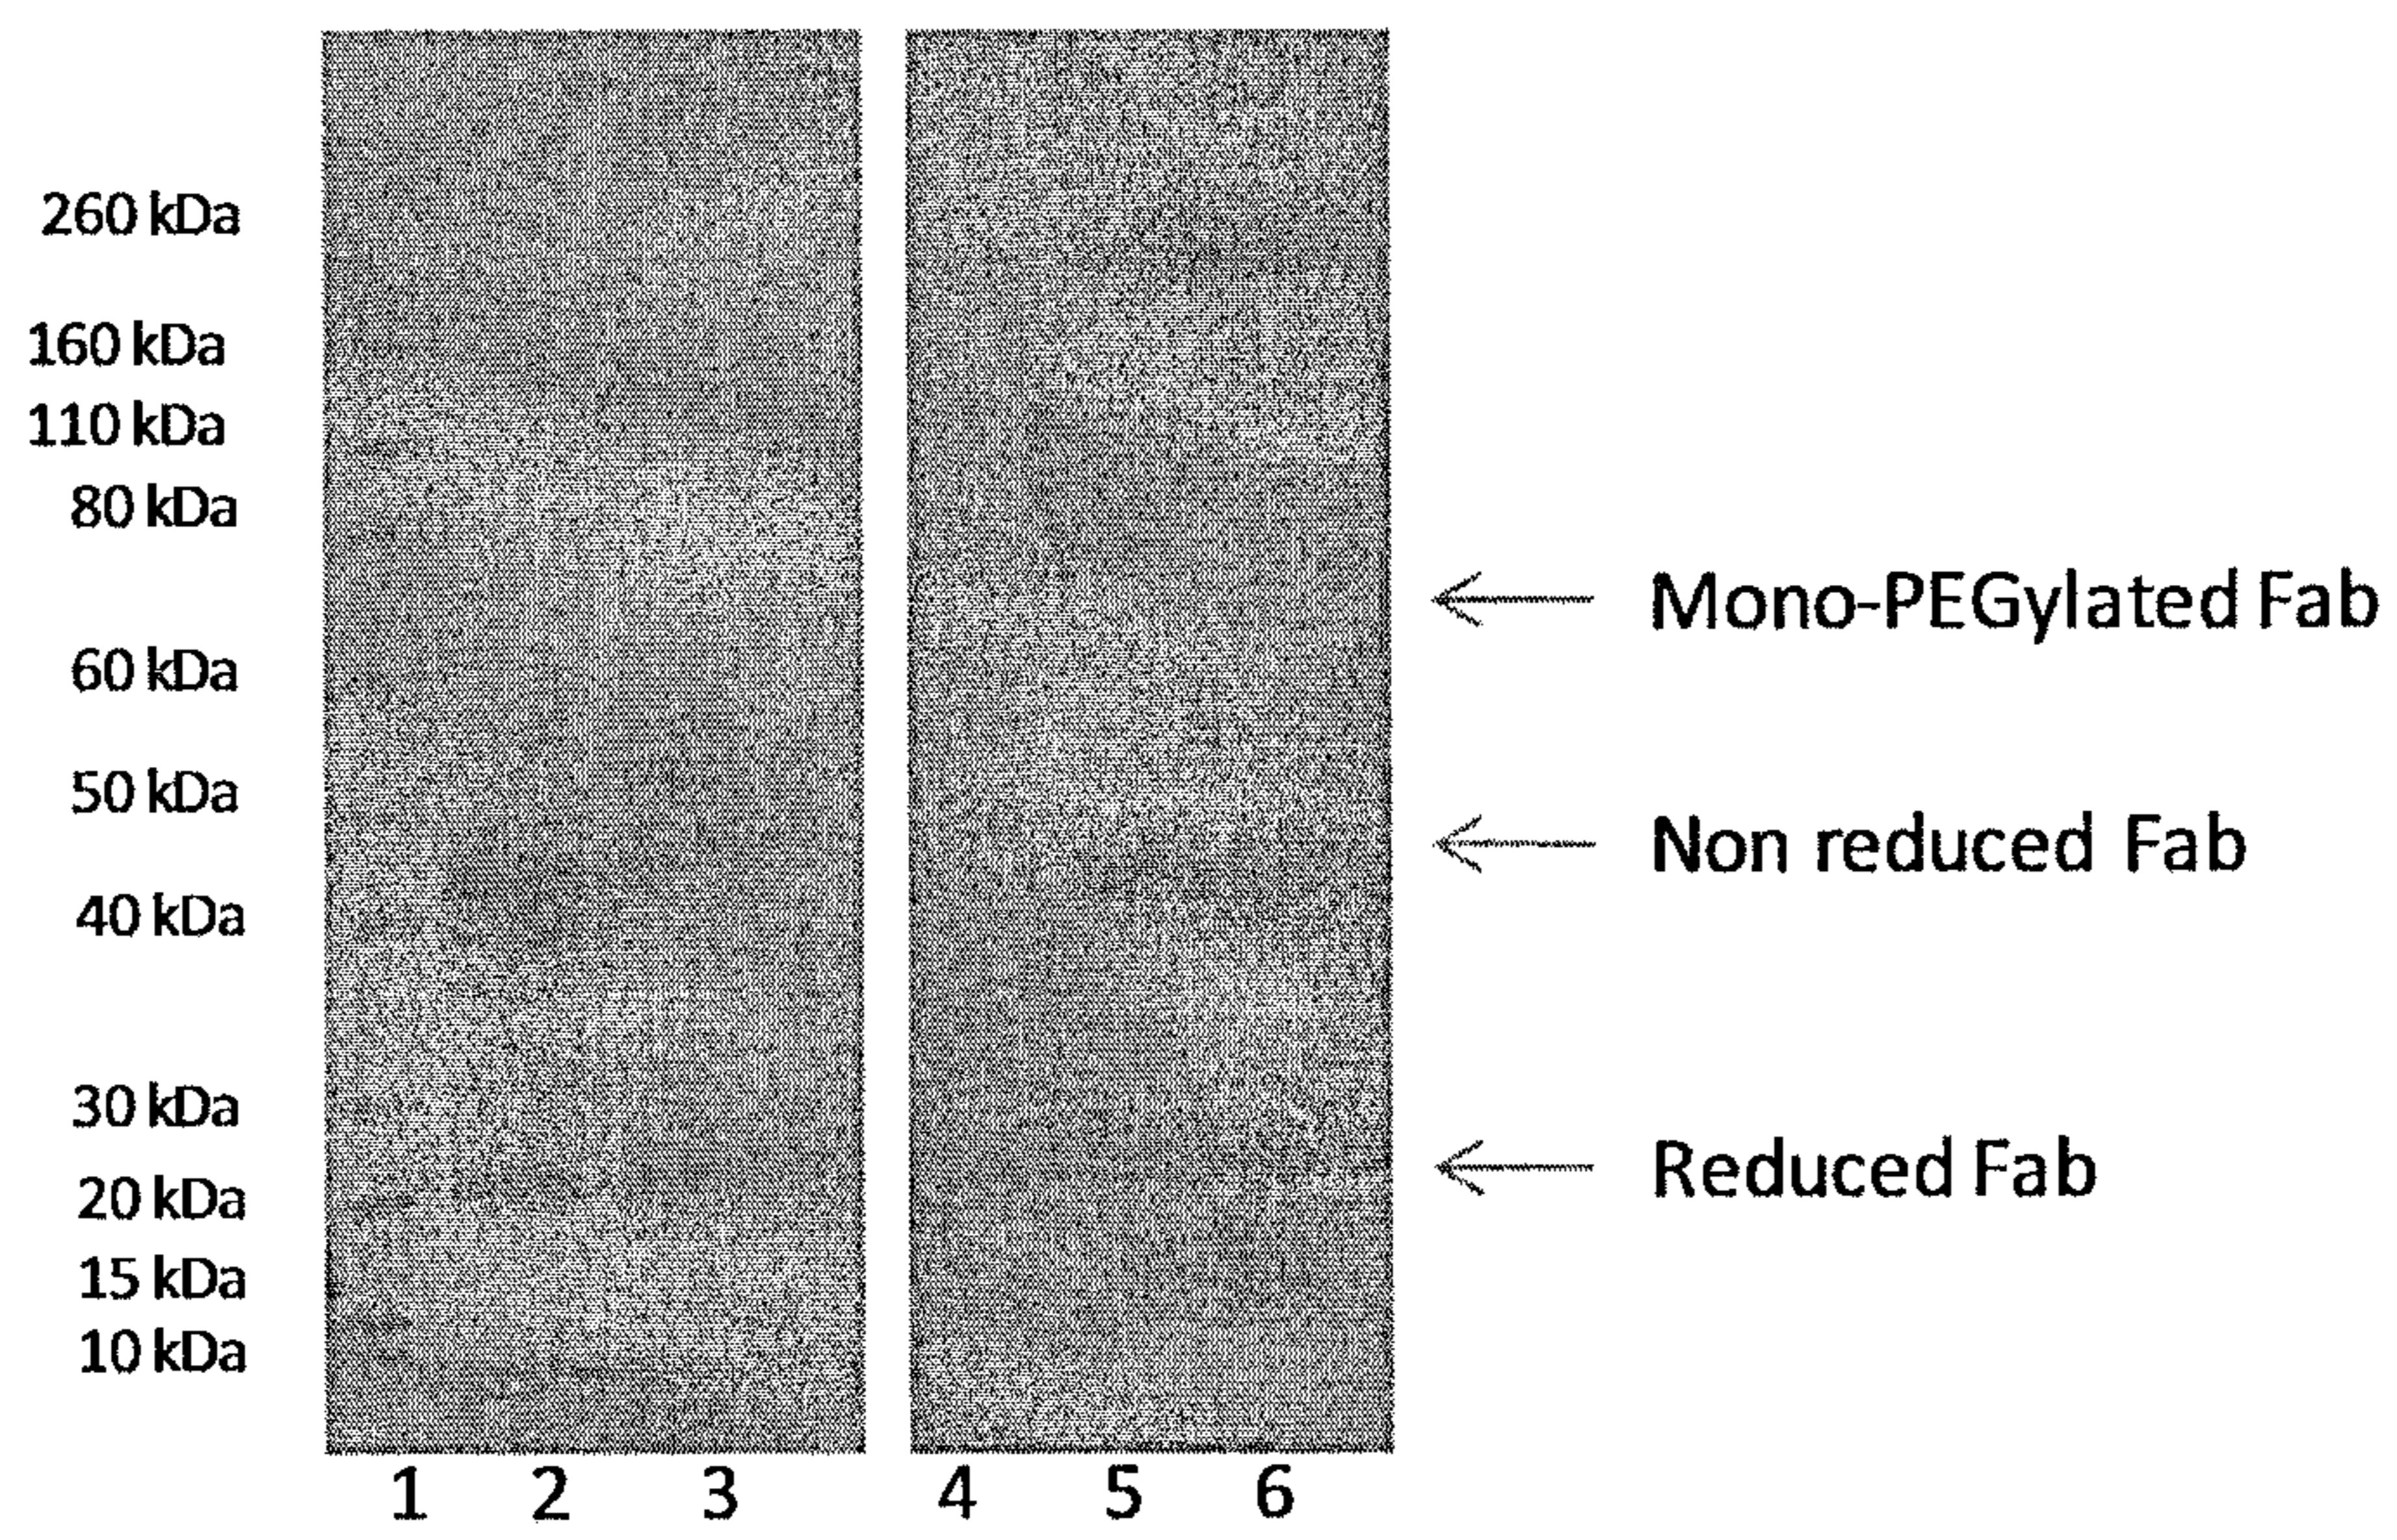 260 kDa
160 kDa
110 kDa
80 kDa
60 kDa
50 kDa
40 kDa
30 kDa
20 kDa
15 kDa
10 kDa
Mono-PEGylated Fab
Non reduced Fab
Reduced Fab
1 2 3 4 5 6